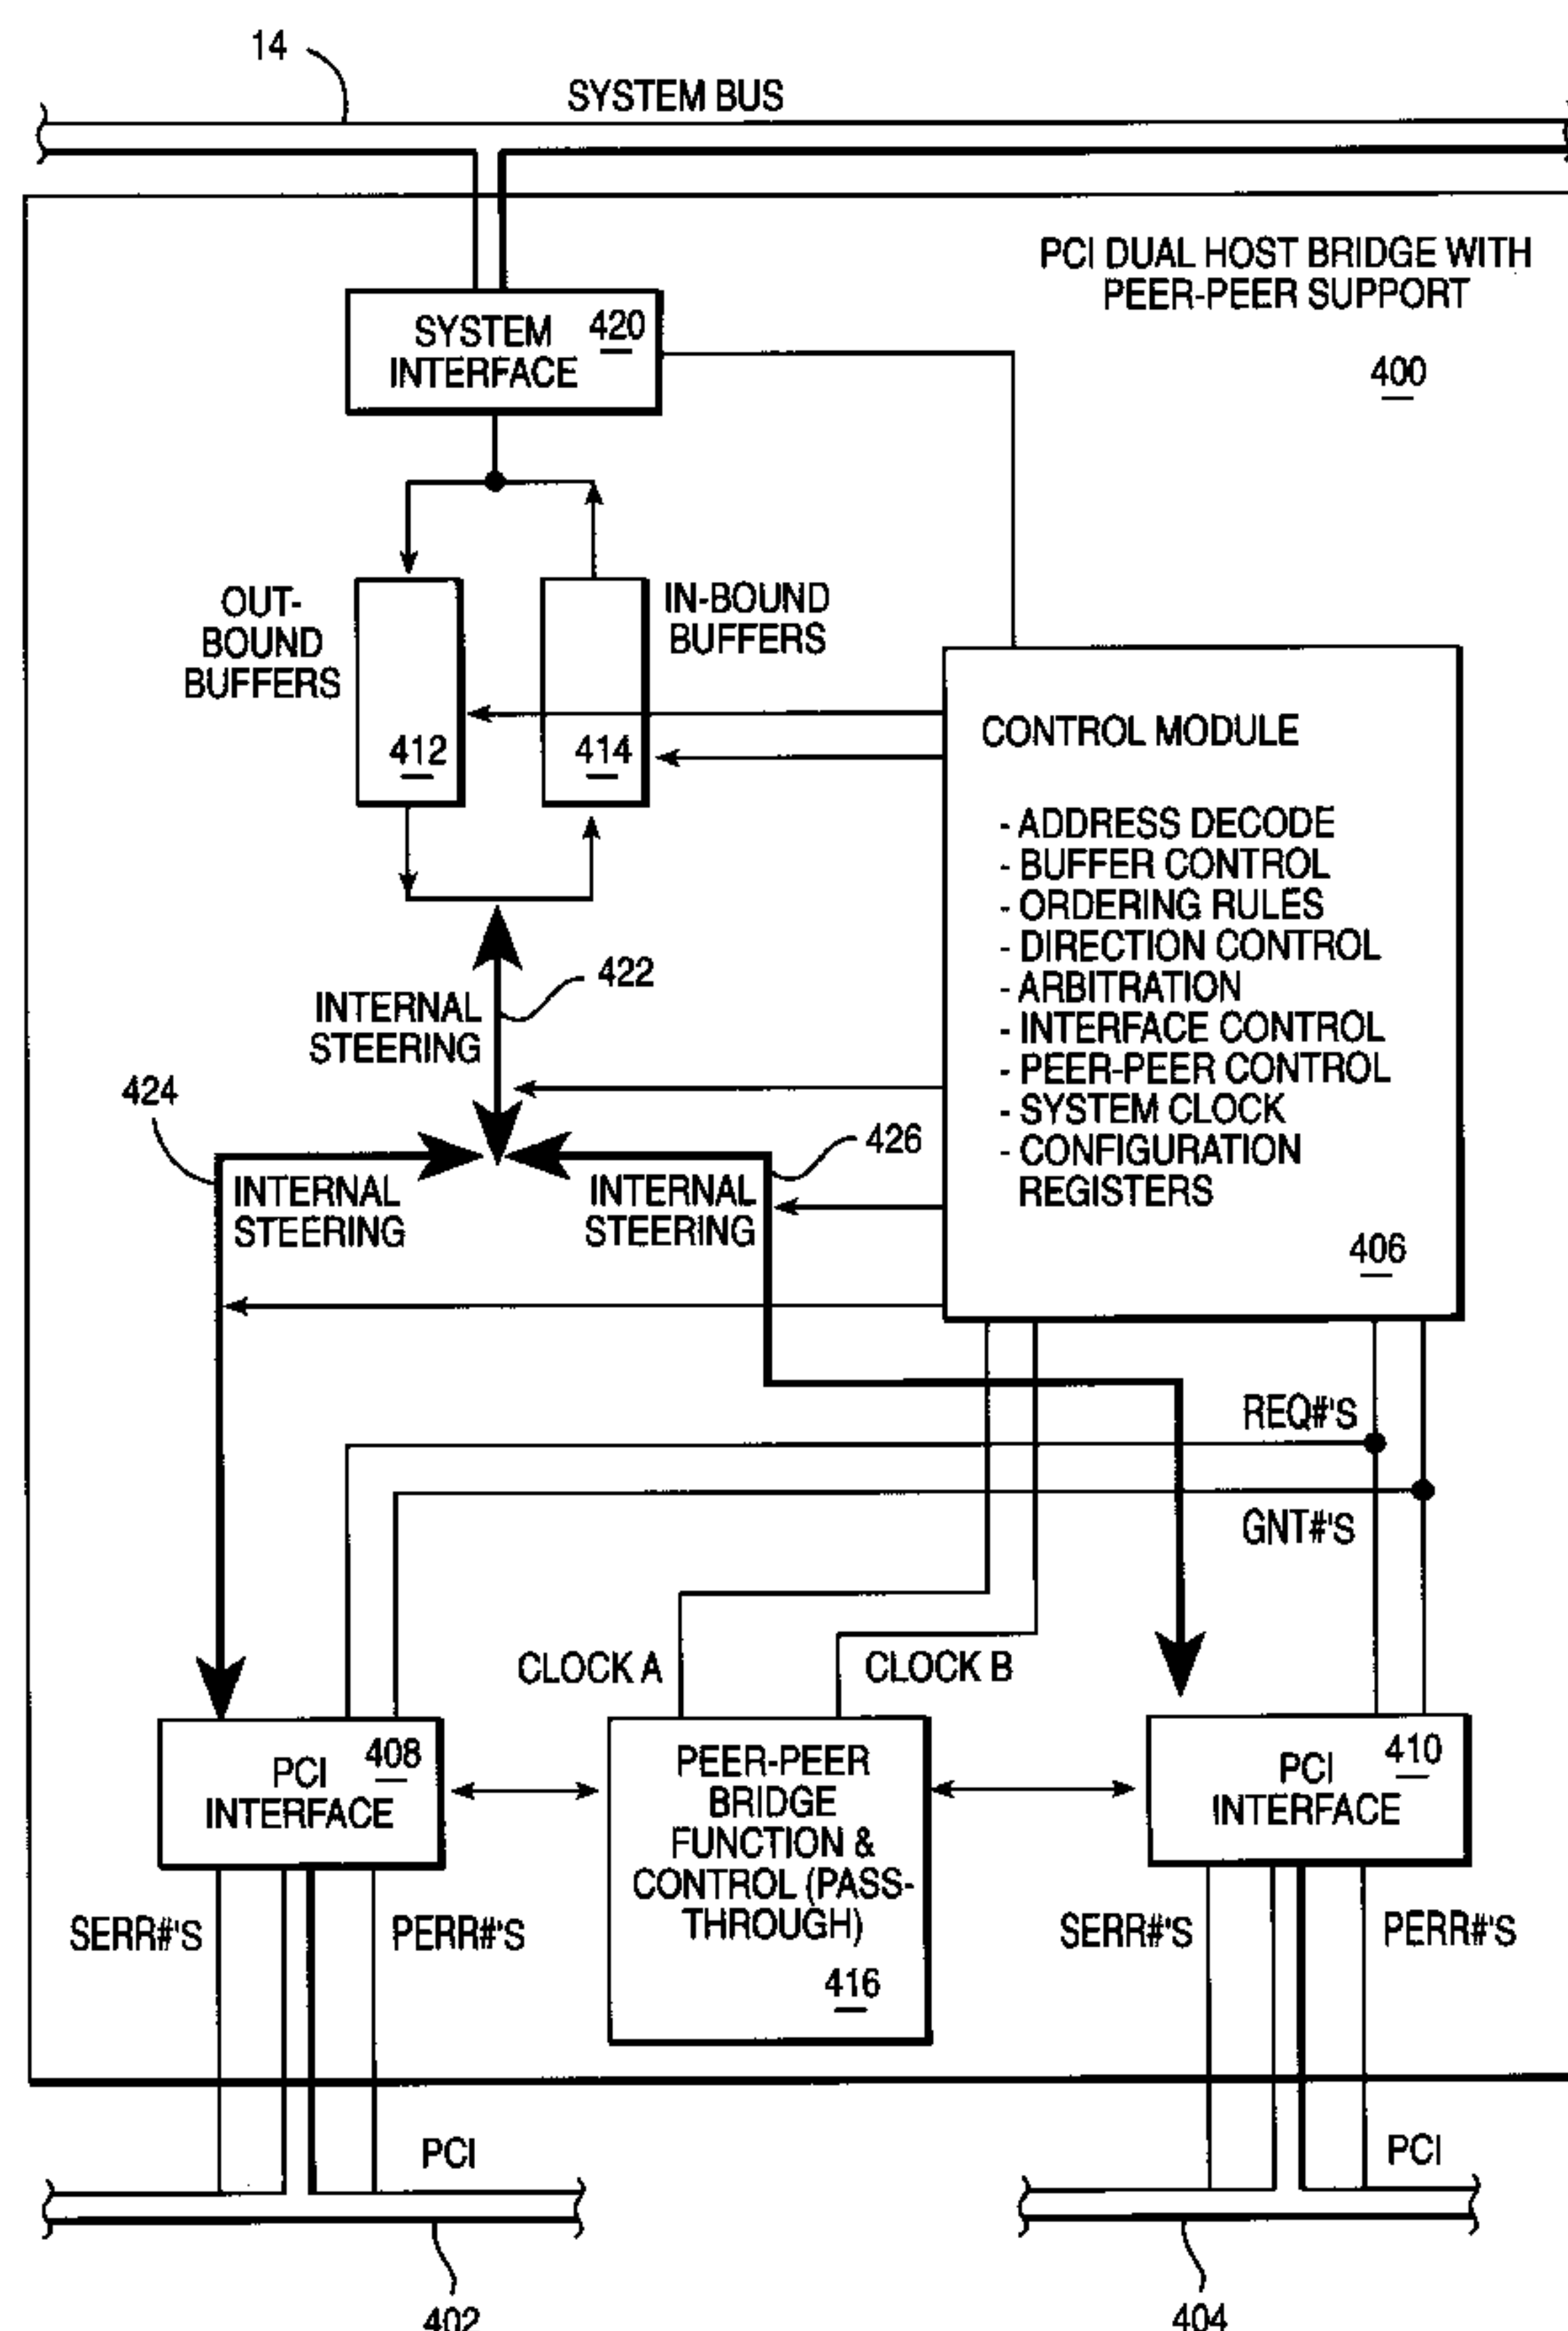 14
SYSTEM BUS
PCI DUAL HOST BRIDGE WITH
PEER-PEER SUPPORT
400
SYSTEM
INTERFACE
420
OUT-
BOUND
BUFFERS
412
414
IN-BOUND
BUFFERS
CONTROL MODULE
- ADDRESS DECODE
- BUFFER CONTROL
- ORDERING RULES
- DIRECTION CONTROL
- ARBITRATION
- INTERFACE CONTROL
- PEER-PEER CONTROL
- SYSTEM CLOCK
- CONFIGURATION
REGISTERS
406
INTERNAL
STEERING
422
424
INTERNAL
STEERING
INTERNAL
STEERING
426
REQ#'S
GNT#'S
CLOCK A
CLOCK B
PCI
INTERFACE
408
PEER-PEER
BRIDGE
FUNCTION &
CONTROL (PASS-
THROUGH)
416
PCI
INTERFACE
410
SERR#'S
PERR#'S
SERR#'S
PERR#'S
PCI
PCI
402
404